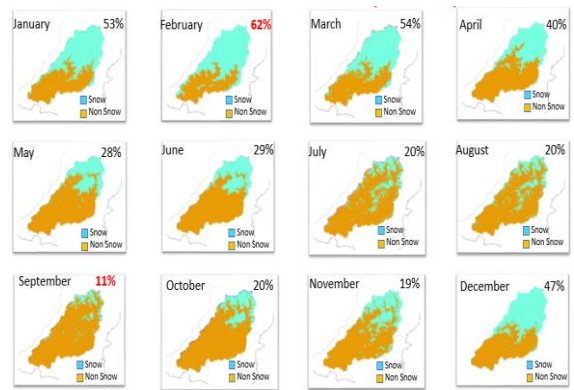 January 53%
Snow
Non Snow
February 62%
Snow
Non Snow
March 54%
Snow
Non Snow
April 40%
Snow
Non Snow
May 28%
Snow
Non Snow
June 29%
Snow
Non Snow
July 20%
Snow
Non Snow
August 20%
Snow
Non Snow
September 11%
Snow
Non Snow
October 20%
Snow
Non Snow
November 19%
Snow
Non Snow
December 47%
Snow
Non Snow